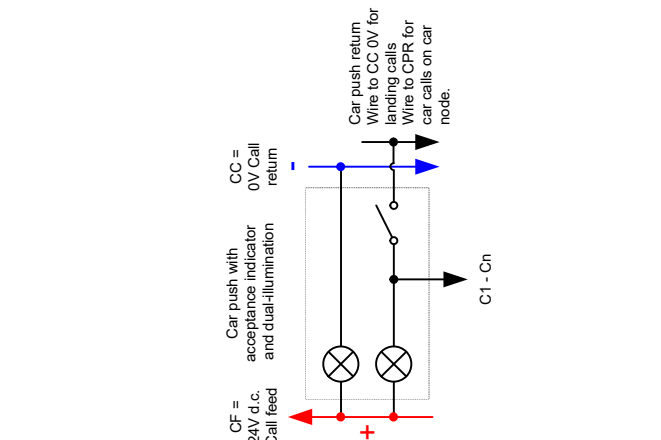 Car push return
Wire to CC 0V for
landing calls
Wire to CPR for
car calls on car
node.
CC =
0V Call
return
-
Car push with
acceptance indicator
and dual-illumination
C1 - Cn
CF =
24V d.c.
Call feed
+